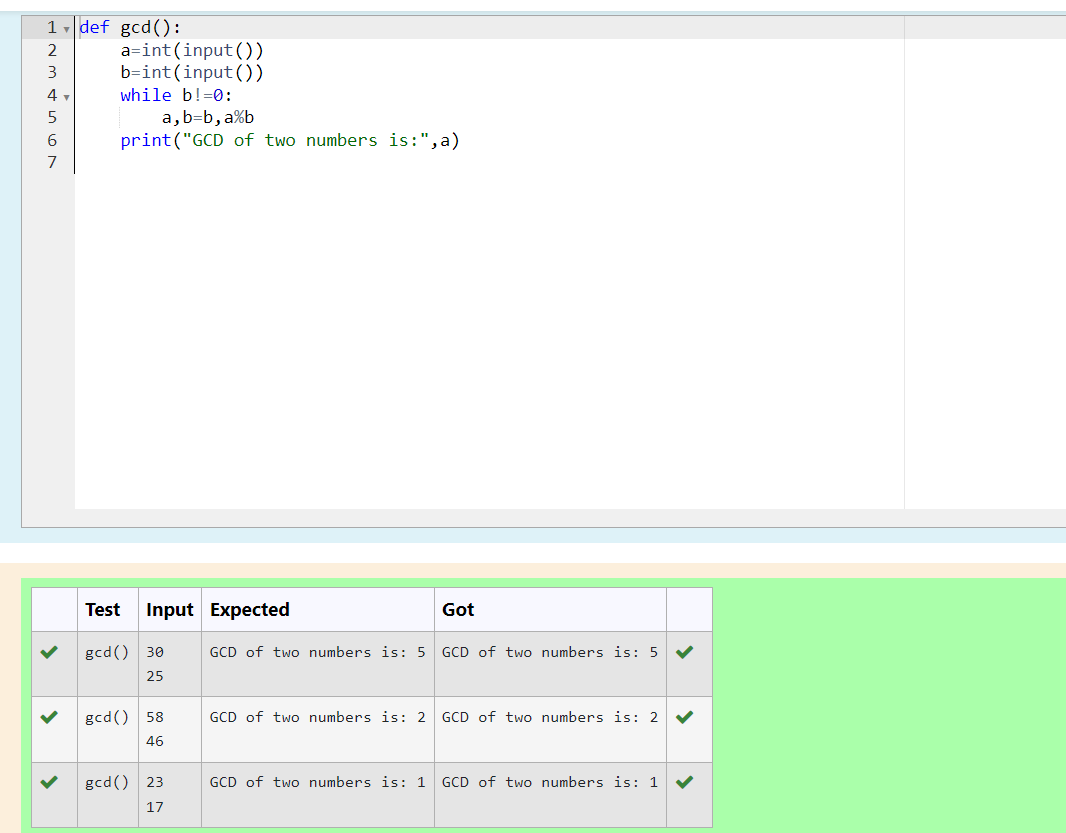 1 def gcd():
2     a=int(input())
3     b=int(input())
4     while b!=0:
5         a,b=b,a%b
6     print("GCD of two numbers is:",a)
7
Test Input Expected Got
gcd() 30 GCD of two numbers is: 5 GCD of two numbers is: 5
25
gcd() 58 GCD of two numbers is: 2 GCD of two numbers is: 2
46
gcd() 23 GCD of two numbers is: 1 GCD of two numbers is: 1
17